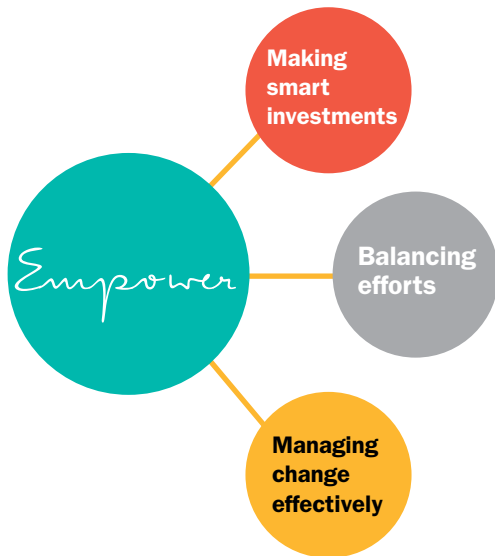 Making
smart
investments
Empower
Balancing
efforts
Managing
change
effectively